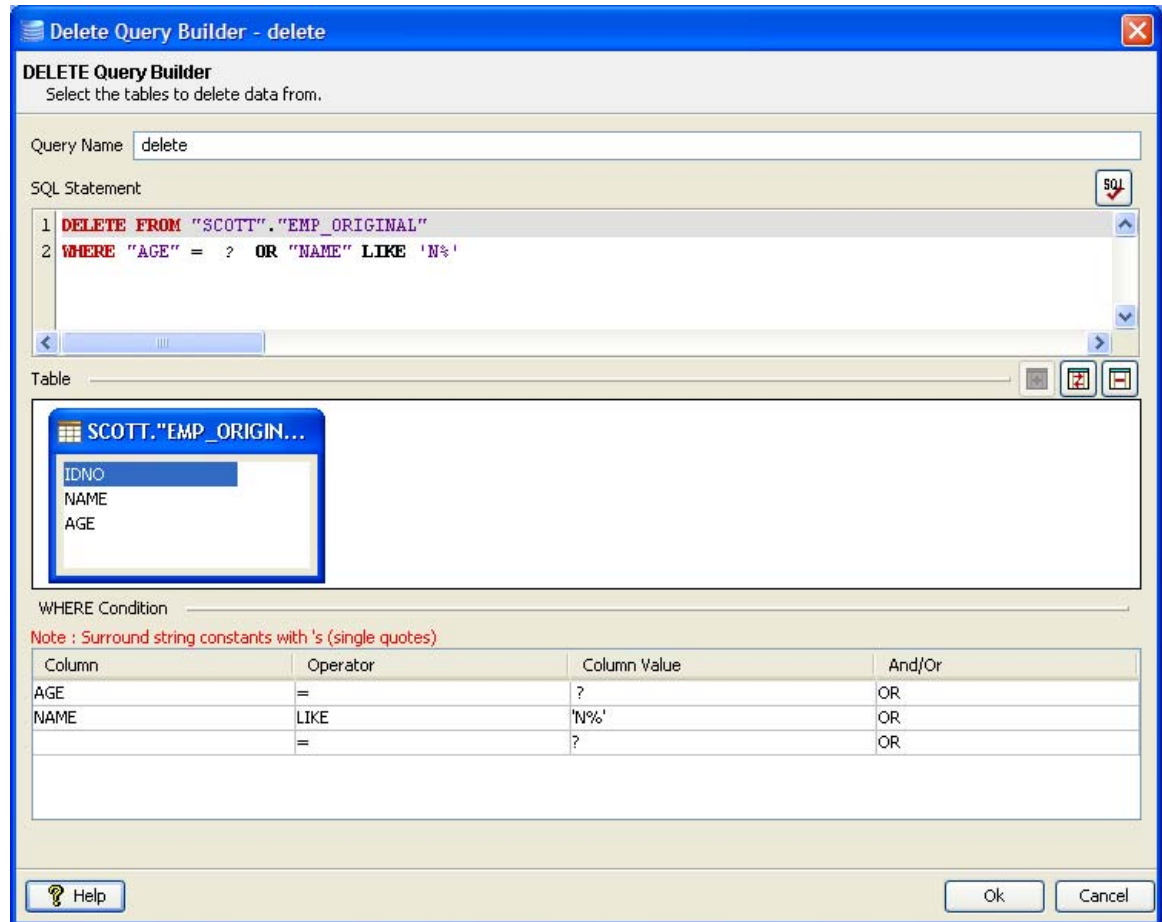 Delete Query Builder - delete
DELETE Query Builder
Select the tables to delete data from.
Query Name delete
SQL Statement
SQL
1 DELETE FROM "SCOTT"."EMP_ORIGINAL"
2 WHERE "AGE" = ? OR "NAME" LIKE 'N%'
Table
SCOTT."EMP_ORIGIN...
IDNO
NAME
AGE
WHERE Condition
Note : Surround string constants with 's (single quotes)
Column Operator Column Value And/Or
AGE = ? OR
NAME LIKE 'N%' OR
= ? OR
? Help Ok Cancel